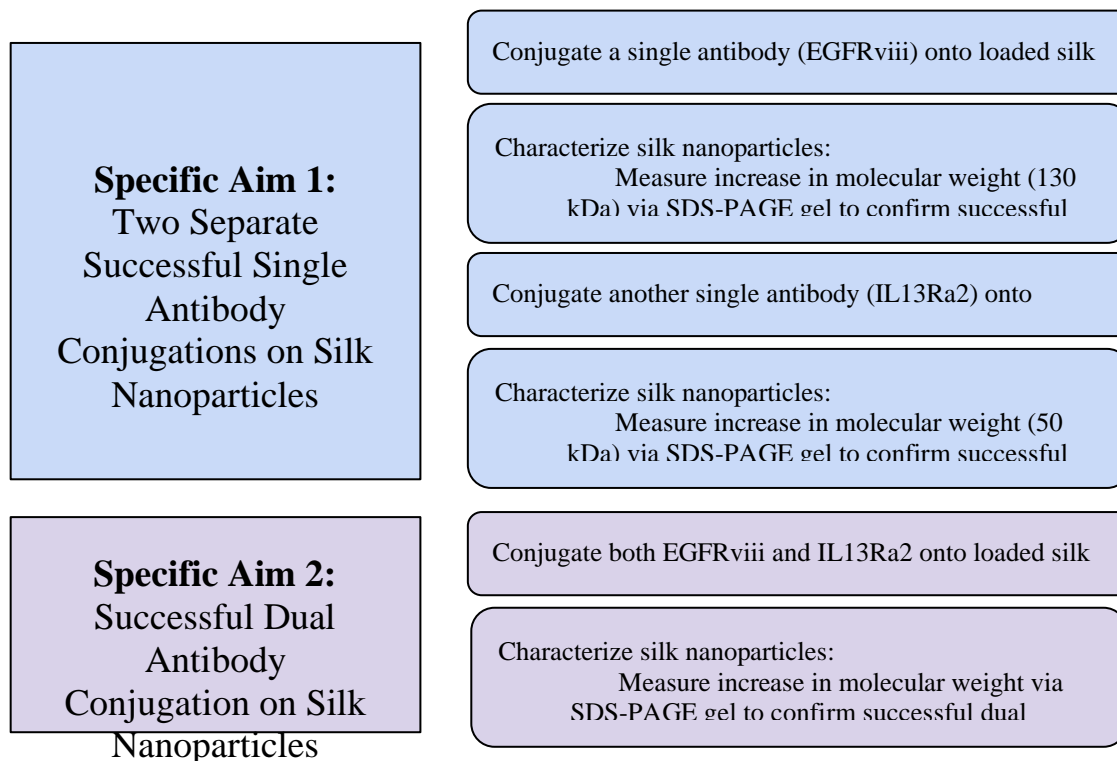 Specific Aim 1:
Two Separate
Successful Single
Antibody
Conjugations on Silk
Nanoparticles
Conjugate a single antibody (EGFRviii) onto loaded silk
Characterize silk nanoparticles:
Measure increase in molecular weight (130
kDa) via SDS-PAGE gel to confirm successful
Conjugate another single antibody (IL13Ra2) onto
Characterize silk nanoparticles:
Measure increase in molecular weight (50
kDa) via SDS-PAGE gel to confirm successful
Specific Aim 2:
Successful Dual
Antibody
Conjugation on Silk
Nanoparticles
Conjugate both EGFRviii and IL13Ra2 onto loaded silk
Characterize silk nanoparticles:
Measure increase in molecular weight via
SDS-PAGE gel to confirm successful dual